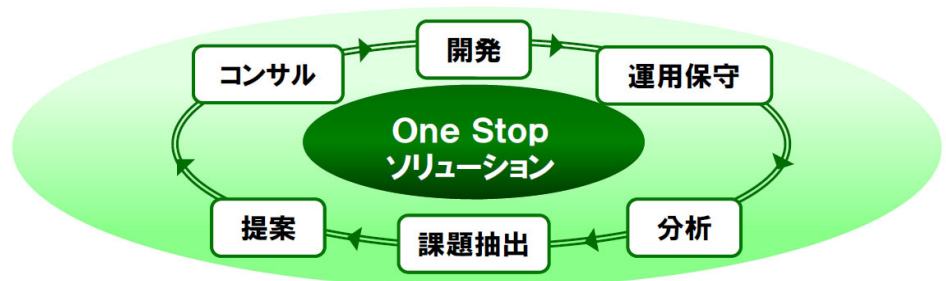 開発
コンサル
運用保守
One Stop
ソリューション
提案
課題抽出
分析